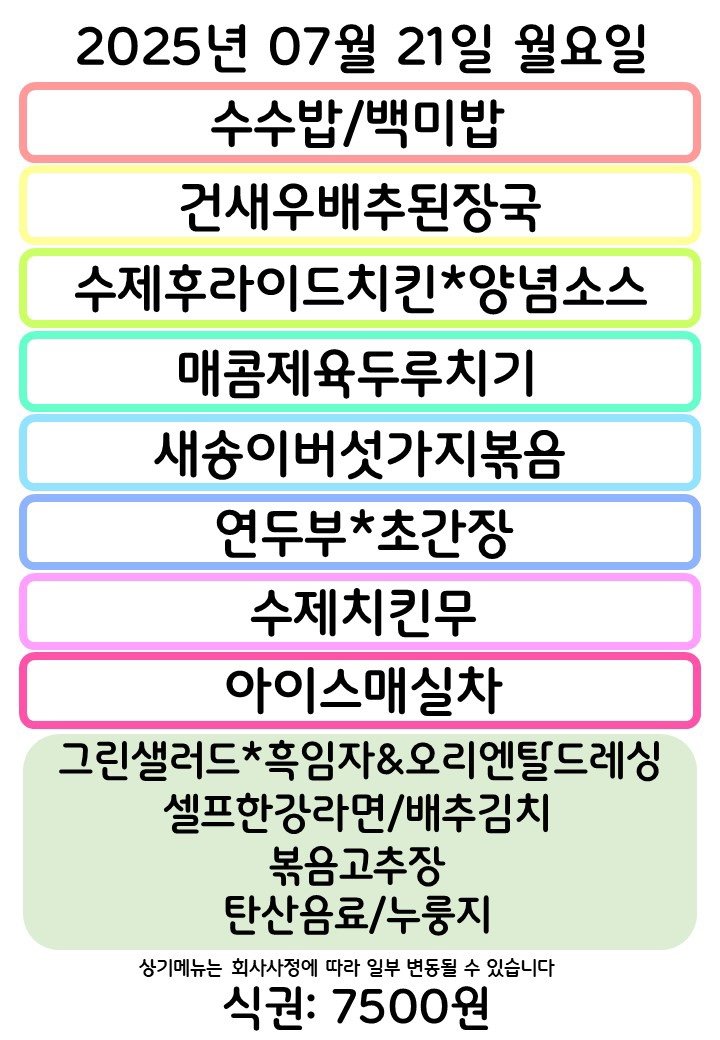 2025년 07월 21일 월요일
수수밥/백미밥
건새우배추된장국
수제후라이드치킨*양념소스
매콤제육두루치기
새송이버섯가지볶음
연두부*초간장
수제치킨무
아이스매실차
그린샐러드*흑임자&오리엔탈드레싱
셀프한강라면/배추김치
볶음고추장
탄산음료/누룽지
상기메뉴는 회사사정에 따라 일부 변동될 수 있습니다
식권: 7500원